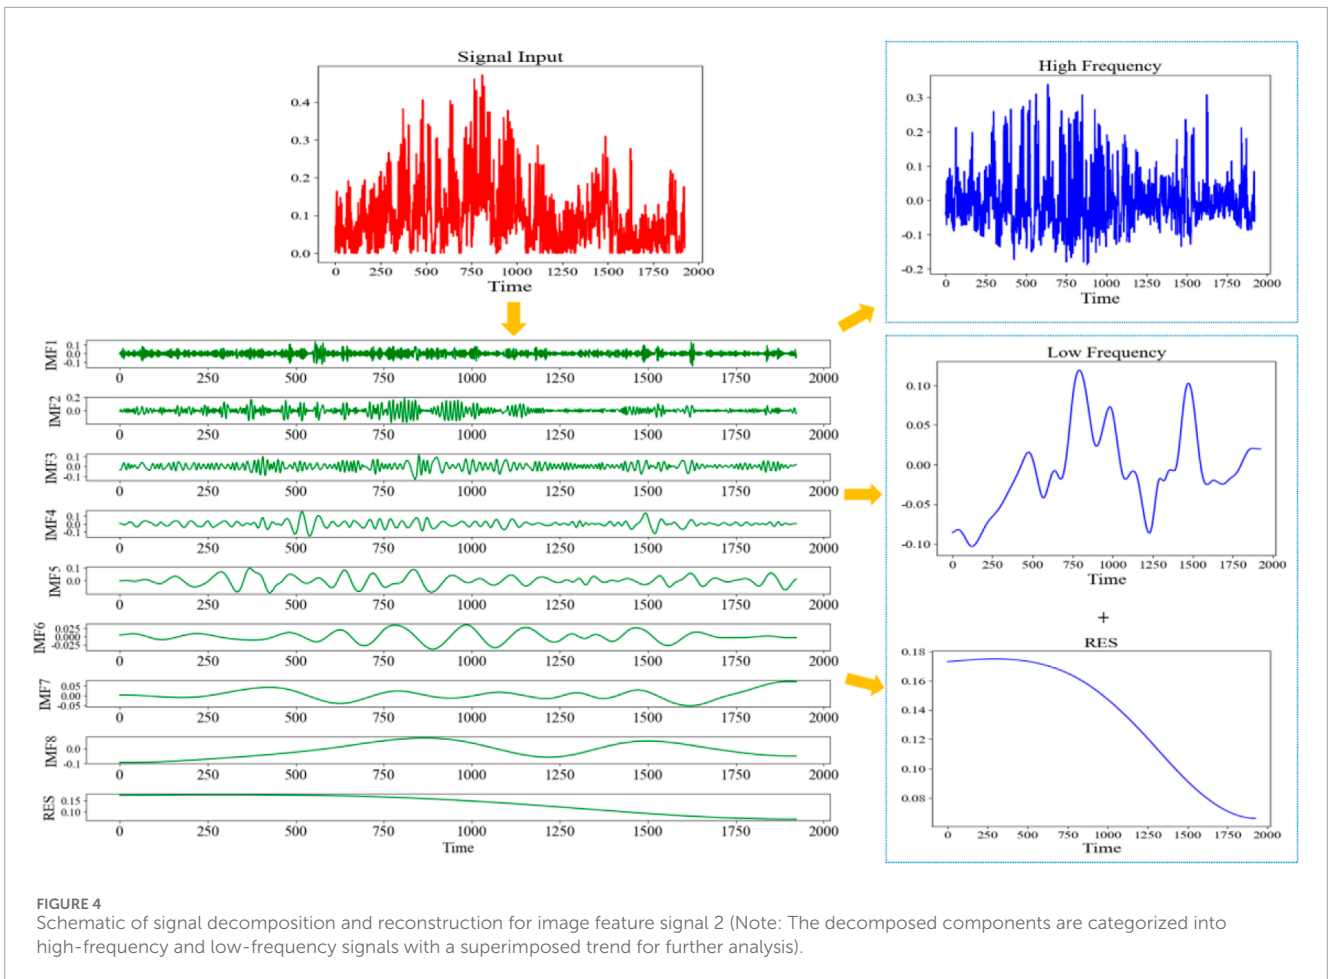 Signal Input
0.4
0.3
0.2
0.1
0.0
0 250 500 750 1000 1250 1500 1750 2000
Time
High Frequency
0.3
0.2
0.1
0.0
-0.1
-0.2
0 250 500 750 1000 1250 1500 1750 2000
Time
IMF1
0.1
0.0
-0.1
0 250 500 750 1000 1250 1500 1750 2000
IMF2
0.2
0.0
0 250 500 750 1000 1250 1500 1750 2000
IMF3
0.1
0.0
-0.1
0 250 500 750 1000 1250 1500 1750 2000
IMF4
0.1
0.0
-0.1
0 250 500 750 1000 1250 1500 1750 2000
IMF5
0.1
0.0
0 250 500 750 1000 1250 1500 1750 2000
IMF6
0.025
0.000
-0.025
0 250 500 750 1000 1250 1500 1750 2000
IMF7
0.05
0.00
-0.05
0 250 500 750 1000 1250 1500 1750 2000
IMF8
0.0
-0.1
0 250 500 750 1000 1250 1500 1750 2000
RES
0.15
0.10
0 250 500 750 1000 1250 1500 1750 2000
Time
Low Frequency
0.10
0.05
0.00
-0.05
-0.10
0 250 500 750 1000 1250 1500 1750 2000
Time
+
RES
0.18
0.16
0.14
0.12
0.10
0.08
0 250 500 750 1000 1250 1500 1750 2000
Time
FIGURE 4
Schematic of signal decomposition and reconstruction for image feature signal 2 (Note: The decomposed components are categorized into
high-frequency and low-frequency signals with a superimposed trend for further analysis).